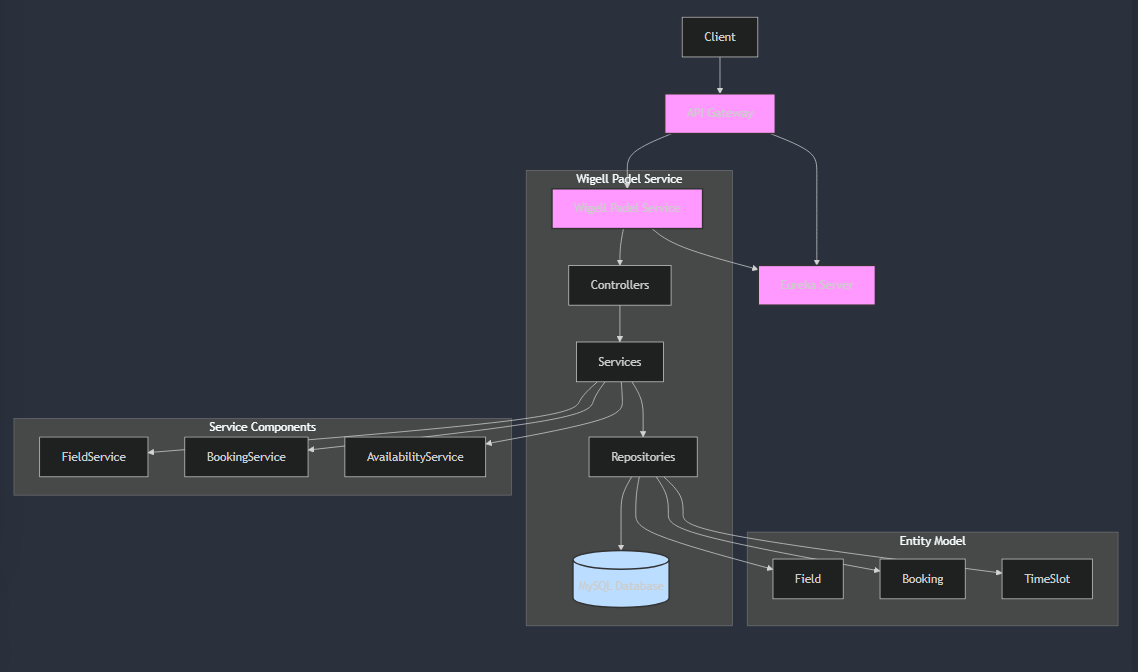 Client
API Gateway
Wigell Padel Service
Wigell Padel Service
Eureka Server
Controllers
Services
Service Components
FieldService
BookingService
AvailabilityService
Repositories
Entity Model
Field
Booking
TimeSlot
MySQL Database